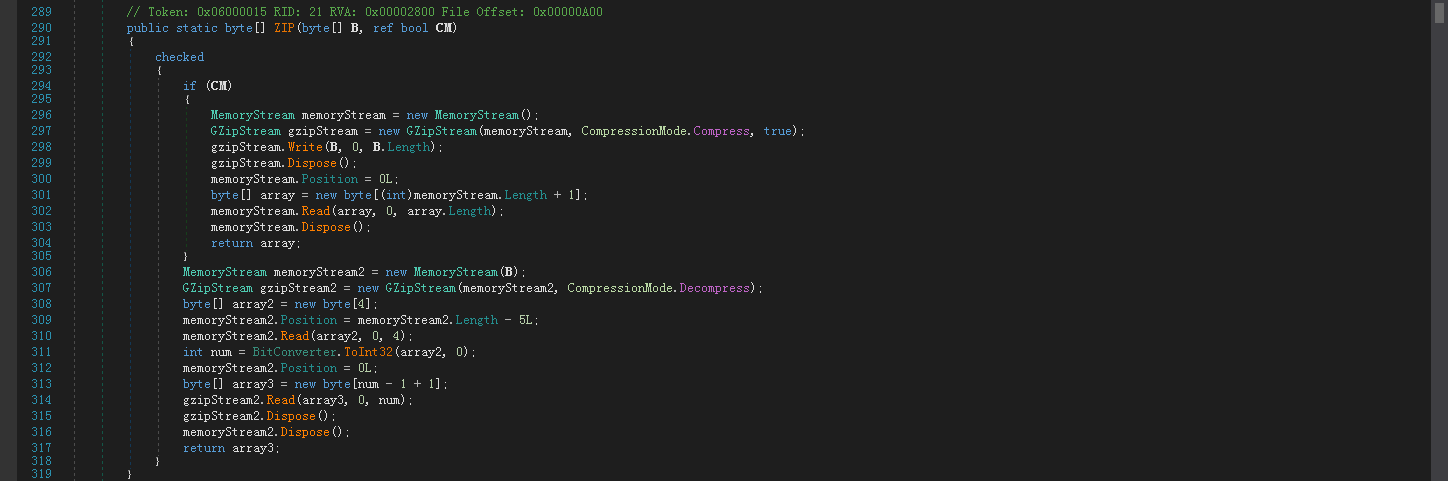 289 // Token: 0x06000015 RID: 21 RVA: 0x00002800 File Offset: 0x00000A00
290 public static byte[] ZIP(byte[] B, ref bool CM)
291 {
292 checked
293 {
294 if (CM)
295 {
296 MemoryStream memoryStream = new MemoryStream();
297 GZipStream gzipStream = new GZipStream(memoryStream, CompressionMode.Compress, true);
298 gzipStream.Write(B, 0, B.Length);
299 gzipStream.Dispose();
300 memoryStream.Position = 0L;
301 byte[] array = new byte[(int)memoryStream.Length + 1];
302 memoryStream.Read(array, 0, array.Length);
303 memoryStream.Dispose();
304 return array;
305 }
306 MemoryStream memoryStream2 = new MemoryStream(B);
307 GZipStream gzipStream2 = new GZipStream(memoryStream2, CompressionMode.Decompress);
308 byte[] array2 = new byte[4];
309 memoryStream2.Position = memoryStream2.Length - 5L;
310 memoryStream2.Read(array2, 0, 4);
311 int num = BitConverter.ToInt32(array2, 0);
312 memoryStream2.Position = 0L;
313 byte[] array3 = new byte[num - 1 + 1];
314 gzipStream2.Read(array3, 0, num);
315 gzipStream2.Dispose();
316 memoryStream2.Dispose();
317 return array3;
318 }
319 }